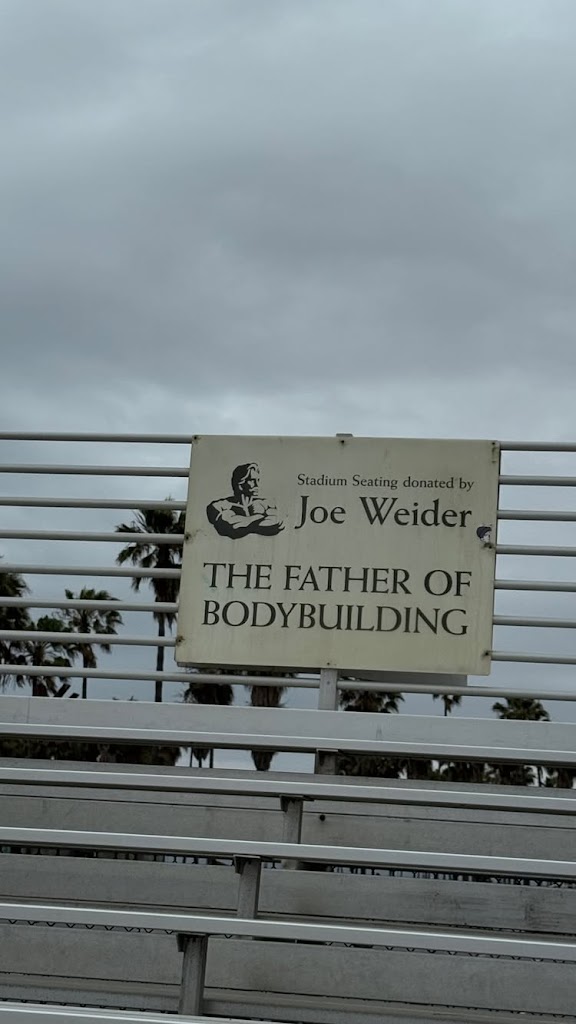 Stadium Seating donated by
Joe Weider
THE FATHER OF
BODYBUILDING